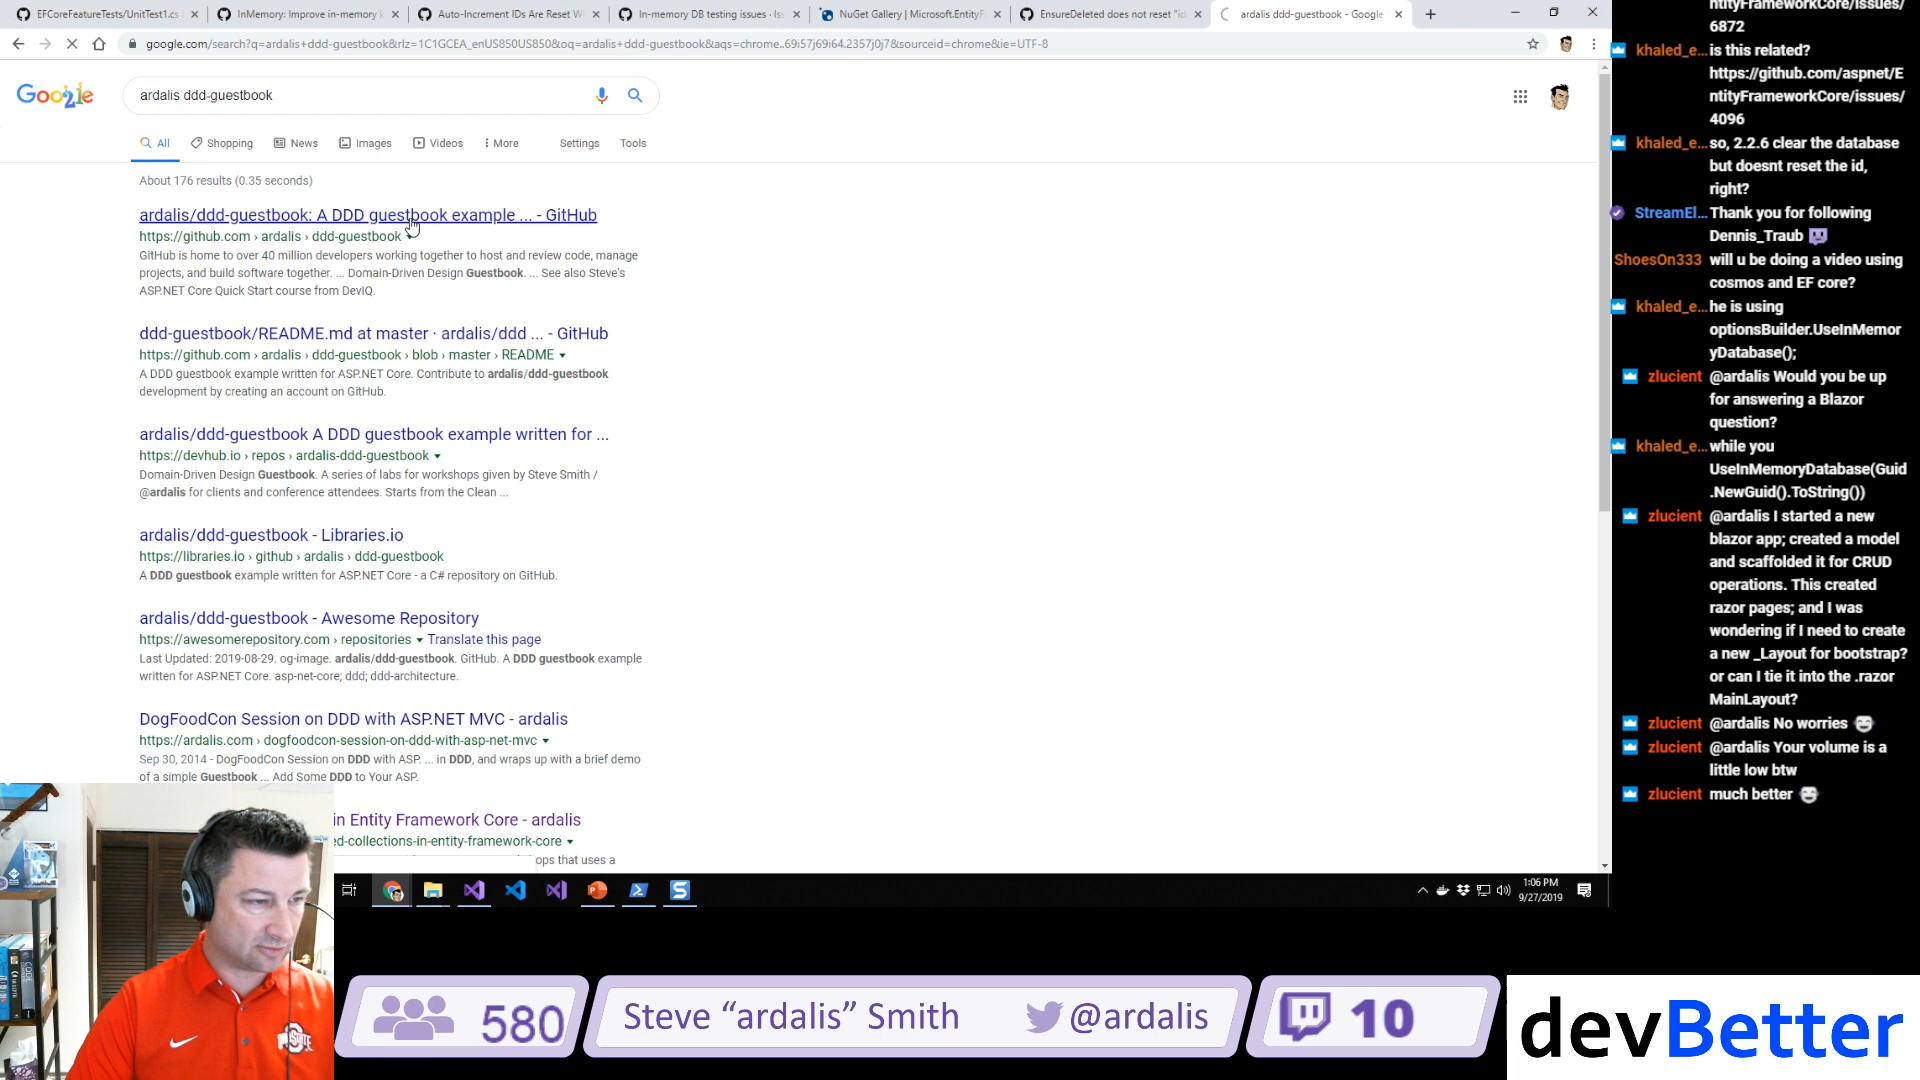 EFCoreFeatureTests/UnitTest1.cs
InMemory: Improve in-memory k
Auto-Increment IDs Are Reset W
In-memory DB testing issues · Iss
NuGet Gallery | Microsoft.EntityF
EnsureDeleted does not reset "id
ardalis ddd-guestbook - Google
google.com/search?q=ardalis+ddd-guestbook&rlz=1C1GCEA_enUS850US850&oq=ardalis+ddd-guestbook&aqs=chrome..69i57j69i64.2357j0j7&sourceid=chrome&ie=UTF-8
ardalis ddd-guestbook
All
Shopping
News
Images
Videos
More
Settings
Tools
About 176 results (0.35 seconds)
ardalis/ddd-guestbook: A DDD guestbook example ... - GitHub
https://github.com › ardalis › ddd-guestbook
GitHub is home to over 40 million developers working together to host and review code, manage
projects, and build software together. ... Domain-Driven Design Guestbook. ... See also Steve's
ASP.NET Core Quick Start course from DevIQ.
ddd-guestbook/README.md at master · ardalis/ddd ... - GitHub
https://github.com › ardalis › ddd-guestbook › blob › master › README
A DDD guestbook example written for ASP.NET Core. Contribute to ardalis/ddd-guestbook
development by creating an account on GitHub.
ardalis/ddd-guestbook A DDD guestbook example written for ...
https://devhub.io › repos › ardalis-ddd-guestbook
Domain-Driven Design Guestbook. A series of labs for workshops given by Steve Smith /
@ardalis for clients and conference attendees. Starts from the Clean ...
ardalis/ddd-guestbook - Libraries.io
https://libraries.io › github › ardalis › ddd-guestbook
A DDD guestbook example written for ASP.NET Core - a C# repository on GitHub.
ardalis/ddd-guestbook - Awesome Repository
https://awesomerepository.com › repositories Translate this page
Last Updated: 2019-08-29. og-image. ardalis/ddd-guestbook. GitHub. A DDD guestbook example
written for ASP.NET Core. asp-net-core; ddd; ddd-architecture.
DogFoodCon Session on DDD with ASP.NET MVC - ardalis
https://ardalis.com › dogfoodcon-session-on-ddd-with-asp-net-mvc
Sep 30, 2014 - DogFoodCon Session on DDD with ASP. ... in DDD, and wraps up with a brief demo
of a simple Guestbook ... Add Some DDD to Your ASP.
in Entity Framework Core - ardalis
ed-collections-in-entity-framework-core
ops that uses a
1:06 PM
9/27/2019
ntityFrameworkCore/issues/
6872
khaled_e... is this related?
https://github.com/aspnet/E
ntityFrameworkCore/issues/
4096
khaled_e... so, 2.2.6 clear the database
but doesnt reset the id,
right?
StreamEl... Thank you for following
Dennis_Traub
ShoesOn333 will u be doing a video using
cosmos and EF core?
khaled_e... he is using
optionsBuilder.UseInMemor
yDatabase();
zlucient @ardalis Would you be up
for answering a Blazor
question?
khaled_e... while you
UseInMemoryDatabase(Guid
.NewGuid().ToString())
zlucient @ardalis I started a new
blazor app; created a model
and scaffolded it for CRUD
operations. This created
razor pages; and I was
wondering if I need to create
a new _Layout for bootstrap?
or can I tie it into the .razor
MainLayout?
zlucient @ardalis No worries
zlucient @ardalis Your volume is a
little low btw
zlucient much better
580
Steve “ardalis” Smith
@ardalis
10
devBetter